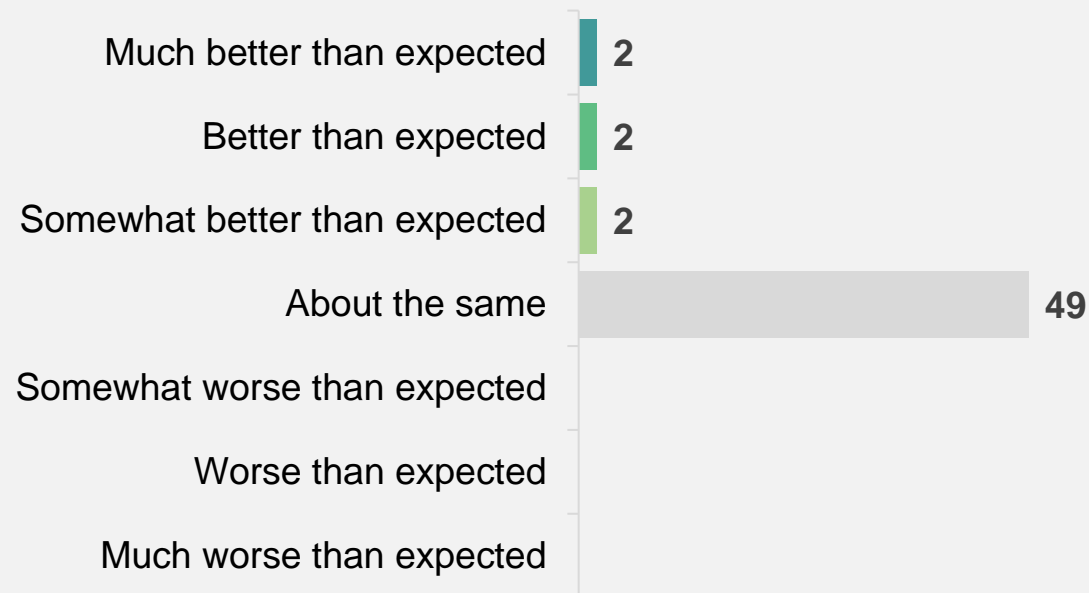 Much better than expected 2
Better than expected 2
Somewhat better than expected 2
About the same 49
Somewhat worse than expected
Worse than expected
Much worse than expected